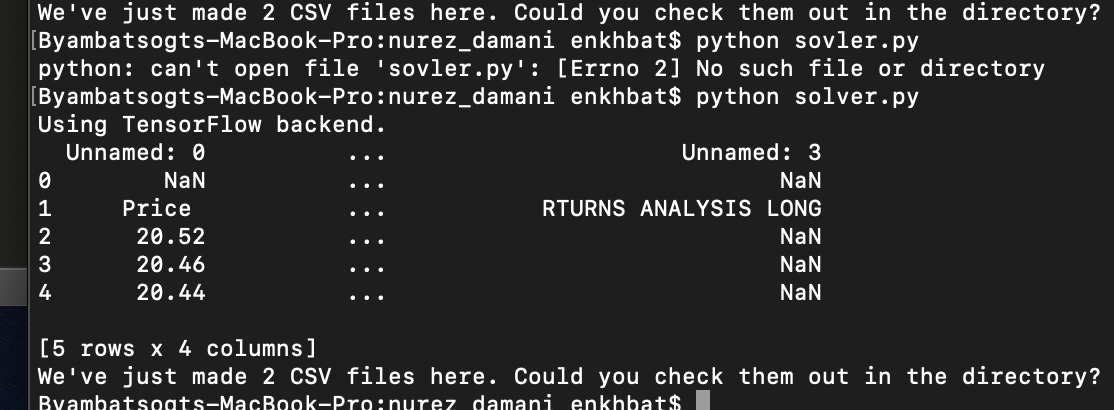 We've just made 2 CSV files here. Could you check them out in the directory?
[Byambatsogts-MacBook-Pro:nurez_damani enkhbat$ python sovler.py
python: can't open file 'sovler.py': [Errno 2] No such file or directory
[Byambatsogts-MacBook-Pro:nurez_damani enkhbat$ python solver.py
Using TensorFlow backend.
Unnamed: 0 ... Unnamed: 3
0 NaN ... NaN
1 Price ... RTURNS ANALYSIS LONG
2 20.52 ... NaN
3 20.46 ... NaN
4 20.44 ... NaN
[5 rows x 4 columns]
We've just made 2 CSV files here. Could you check them out in the directory?
Byambatsogts-MacBook-Pro:nurez_damani enkhbat$